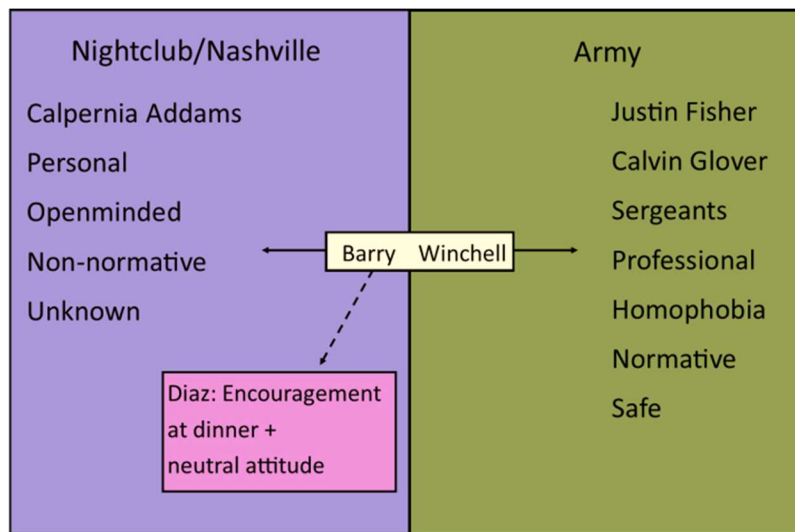 Nightclub/Nashville
Calpernia Addams
Personal
Openminded
Non-normative
Unknown
Barry Winchell
Diaz: Encouragement
at dinner +
neutral attitude
Army
Justin Fisher
Calvin Glover
Sergeants
Professional
Homophobia
Normative
Safe